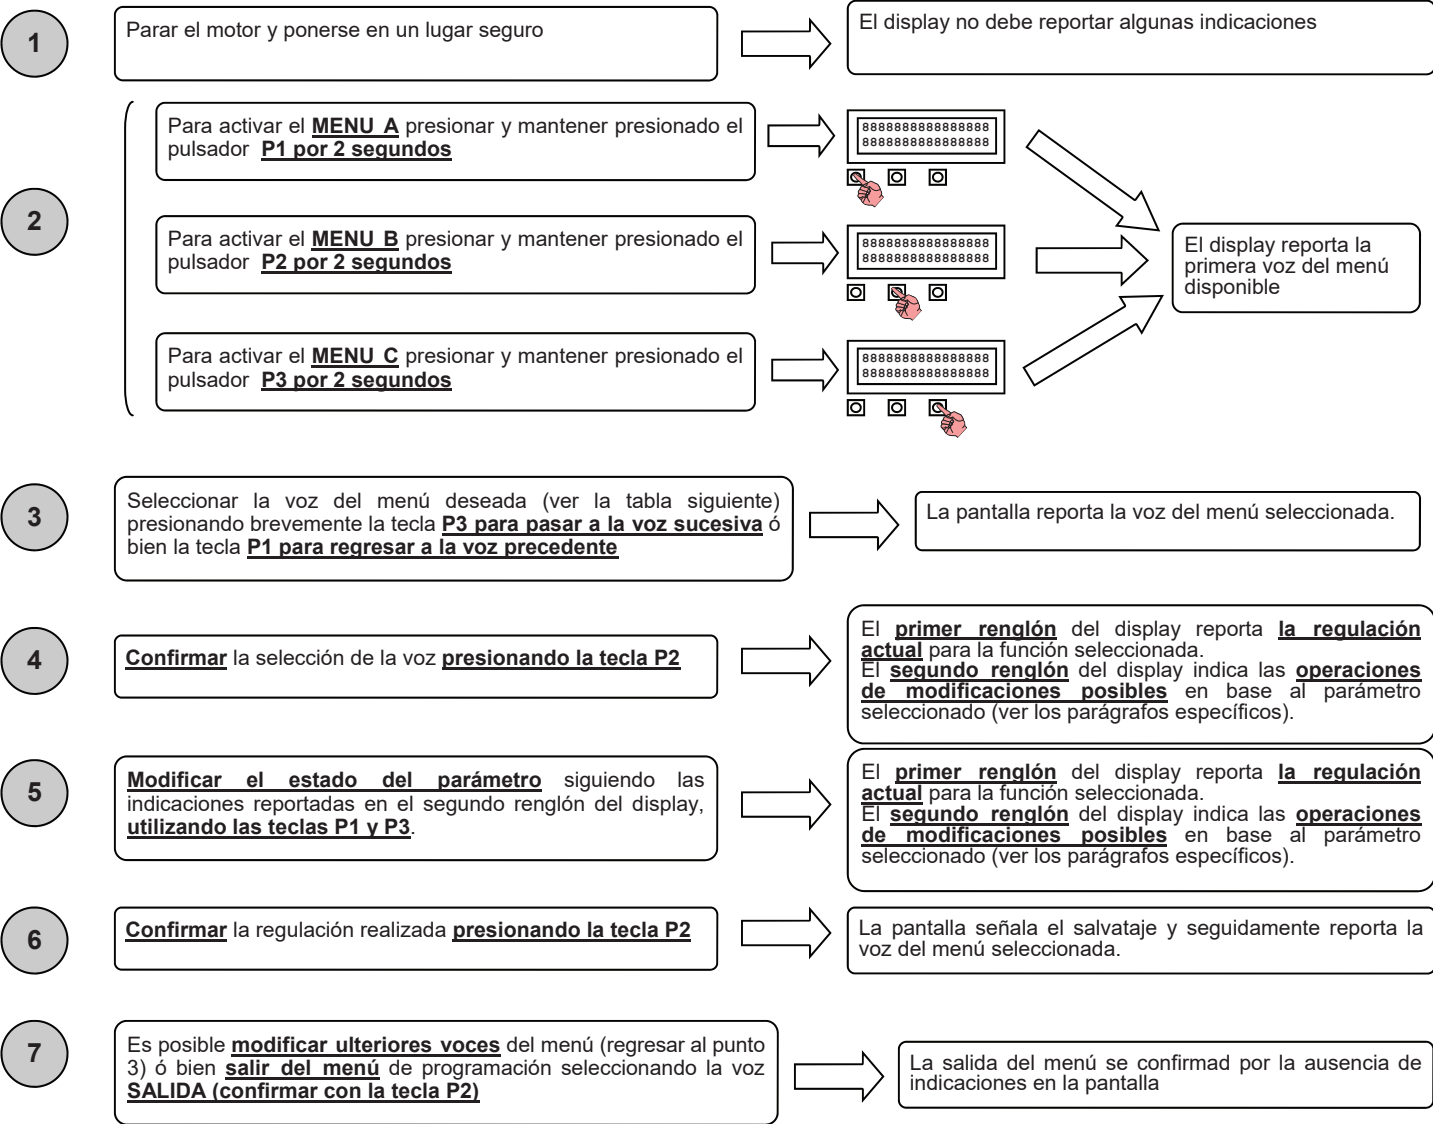 1
Parar el motor y ponerse en un lugar seguro
El display no debe reportar algunas indicaciones
2
Para activar el MENU A presionar y mantener presionado el
pulsador P1 por 2 segundos
8888888888888888
8888888888888888
Para activar el MENU B presionar y mantener presionado el
pulsador P2 por 2 segundos
8888888888888888
8888888888888888
Para activar el MENU C presionar y mantener presionado el
pulsador P3 por 2 segundos
8888888888888888
8888888888888888
El display reporta la
primera voz del menú
disponible
3
Seleccionar la voz del menú deseada (ver la tabla siguiente)
presionando brevemente la tecla P3 para pasar a la voz sucesiva ó
bien la tecla P1 para regresar a la voz precedente
La pantalla reporta la voz del menú seleccionada.
4
Confirmar la selección de la voz presionando la tecla P2
El primer renglón del display reporta la regulación
actual para la función seleccionada.
El segundo renglón del display indica las operaciones
de modificaciones posibles en base al parámetro
seleccionado (ver los parágrafos específicos).
5
Modificar el estado del parámetro siguiendo las
indicaciones reportadas en el segundo renglón del display,
utilizando las teclas P1 y P3.
El primer renglón del display reporta la regulación
actual para la función seleccionada.
El segundo renglón del display indica las operaciones
de modificaciones posibles en base al parámetro
seleccionado (ver los parágrafos específicos).
6
Confirmar la regulación realizada presionando la tecla P2
La pantalla señala el salvataje y seguidamente reporta la
voz del menú seleccionada.
7
Es posible modificar ulteriores voces del menú (regresar al punto
3) ó bien salir del menú de programación seleccionando la voz
SALIDA (confirmar con la tecla P2)
La salida del menú se confirmad por la ausencia de
indicaciones en la pantalla